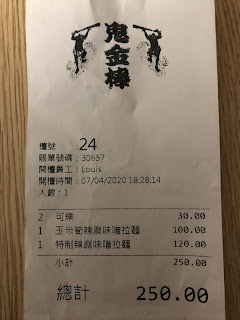 鬼金棒
檯號 : 24
賬單號碼 : 30657
開檯員工 : Louis
開檯時間 : 07/04/2020 18:28:14
人數 : 1
2 可樂 30.00
1 玉米筍辣麻味噌拉麵 100.00
1 特制辣麻味噌拉麵 120.00
小計 250.00
總計 250.00